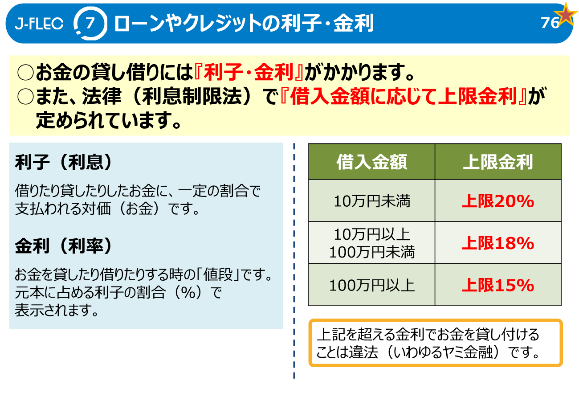 J-FLEC 7 ローンやクレジットの利子・金利 76
○お金の貸し借りには『利子・金利』がかかります。
○また、法律（利息制限法）で『借入金額に応じて上限金利』が
定められています。
利子（利息）
借りたり貸したりしたお金に、一定の割合で
支払われる対価（お金）です。
金利（利率）
お金を貸したり借りたりする時の「値段」です。
元本に占める利子の割合（%）で
表示されます。
借入金額 上限金利
10万円未満 上限20%
10万円以上
100万円未満 上限18%
100万円以上 上限15%
上記を超える金利でお金を貸し付ける
ことは違法（いわゆるヤミ金融）です。